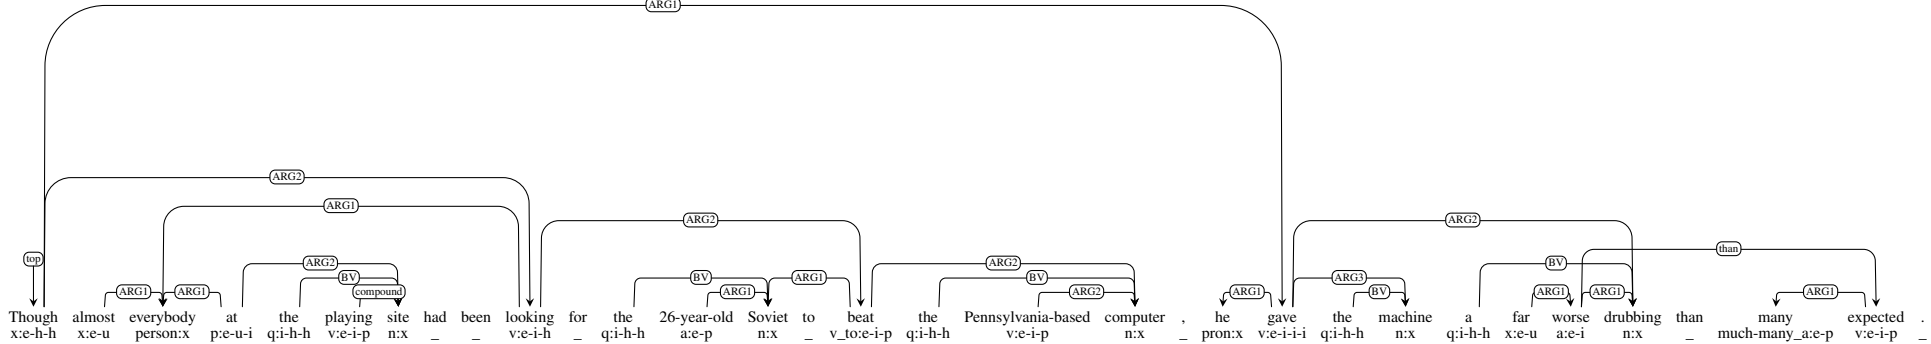 ARG1
ARG2
ARG1
ARG2 ARG2
than
top ARG2 ARG2 BV
BV BV ARG1 BV ARG3
ARG1 ARG1 compound ARG1 ARG2 ARG1 BV ARG1 ARG1 ARG1
Though almost everybody at the playing site had been looking for the 26-year-old Soviet to beat the Pennsylvania-based computer , he gave the machine a far worse drubbing than many expected .
x:e-h-h x:e-u person:x p:e-u-i q:i-h-h v:e-i-p n:x _ _ v:e-i-h _ q:i-h-h a:e-p n:x _ v_to:e-i-p q:i-h-h v:e-i-p n:x _ pron:x v:e-i-i-i q:i-h-h n:x q:i-h-h x:e-u a:e-i n:x _ much-many_a:e-p v:e-i-p _